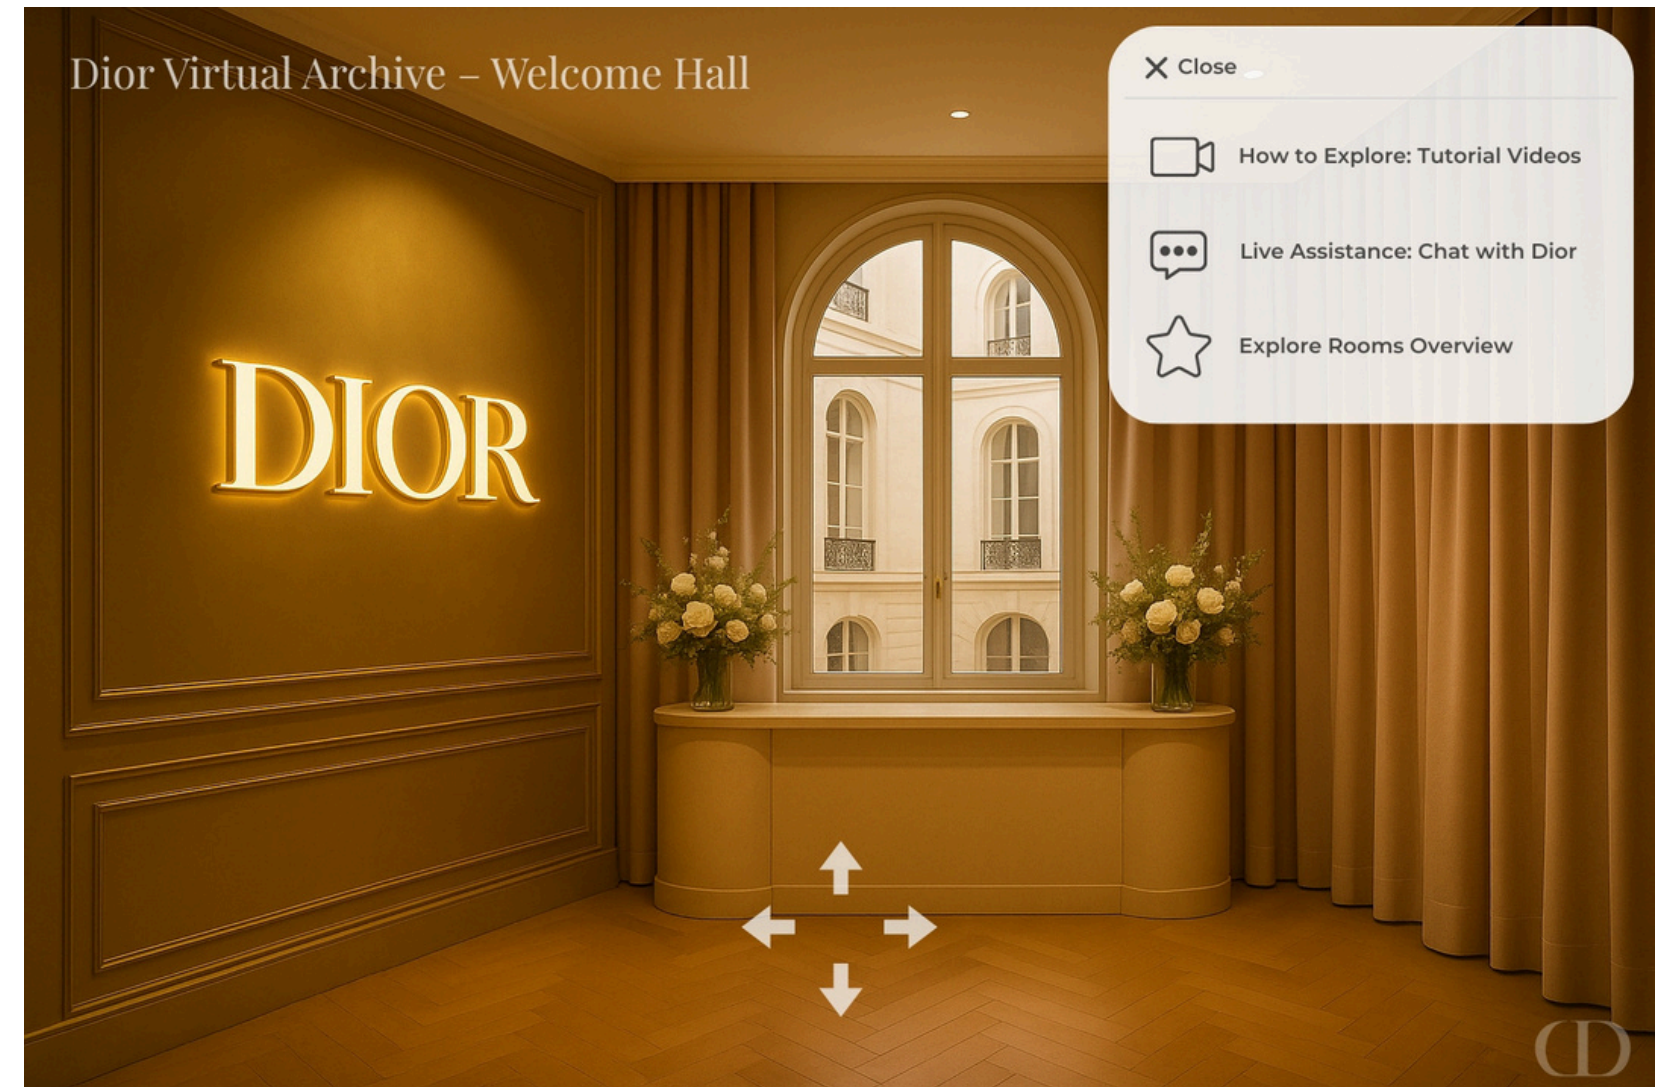 Dior Virtual Archive – Welcome Hall
Close
How to Explore: Tutorial Videos
Live Assistance: Chat with Dior
Explore Rooms Overview
DIOR
CD